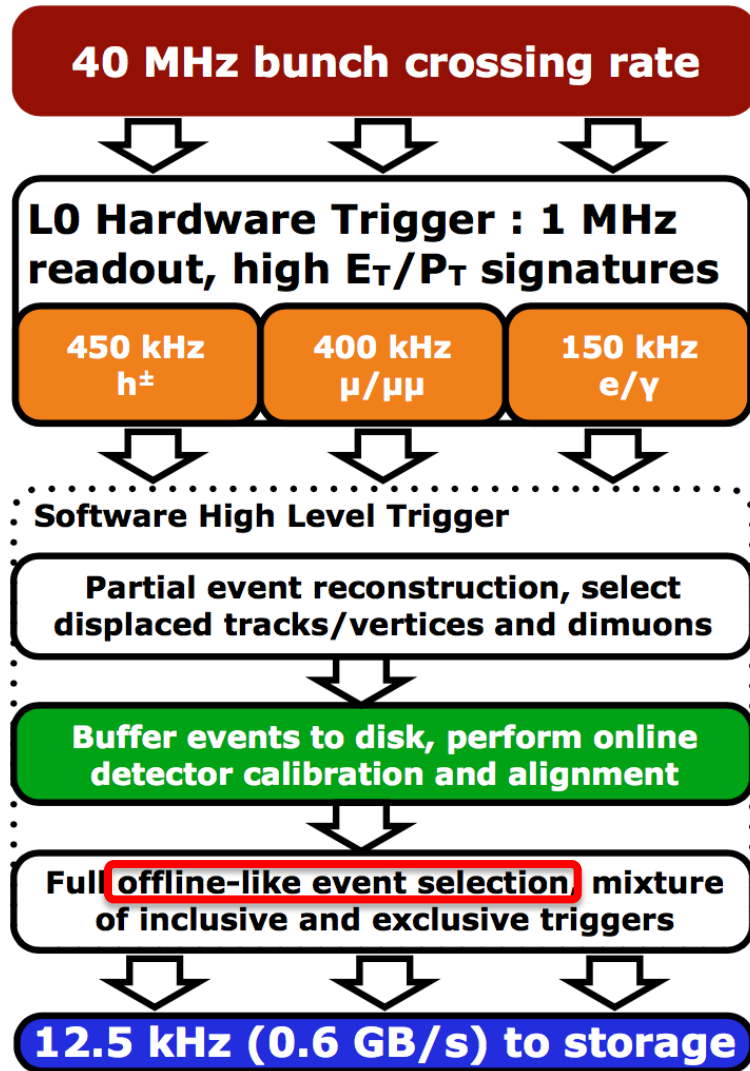 40 MHz bunch crossing rate
L0 Hardware Trigger : 1 MHz
readout, high ET/PT signatures
450 kHz
h±
400 kHz
μ/μμ
150 kHz
e/γ
Software High Level Trigger
Partial event reconstruction, select
displaced tracks/vertices and dimuons
Buffer events to disk, perform online
detector calibration and alignment
Full offline-like event selection, mixture
of inclusive and exclusive triggers
12.5 kHz (0.6 GB/s) to storage